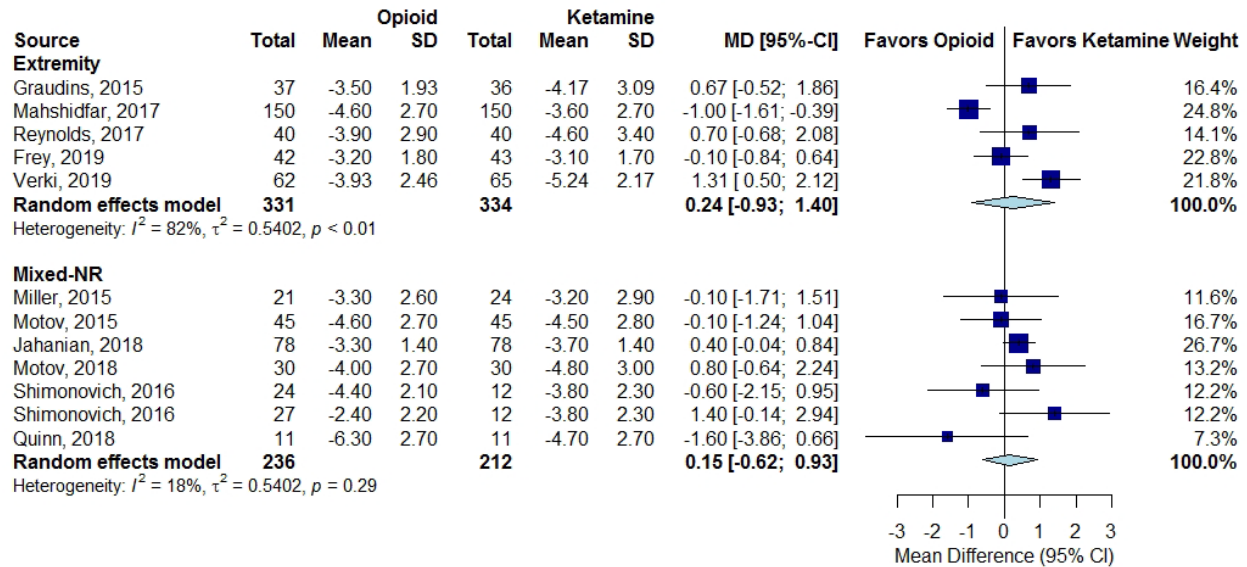 Opioid Ketamine
Source Total Mean SD Total Mean SD MD [95%-CI] Favors Opioid Favors Ketamine Weight
Extremity
Graudins, 2015 37 -3.50 1.93 36 -4.17 3.09 0.67 [-0.52; 1.86] 16.4%
Mahshidfar, 2017 150 -4.60 2.70 150 -3.60 2.70 -1.00 [-1.61; -0.39] 24.8%
Reynolds, 2017 40 -3.90 2.90 40 -4.60 3.40 0.70 [-0.68; 2.08] 14.1%
Frey, 2019 42 -3.20 1.80 43 -3.10 1.70 -0.10 [-0.84; 0.64] 22.8%
Verki, 2019 62 -3.93 2.46 65 -5.24 2.17 1.31 [ 0.50; 2.12] 21.8%
Random effects model 331 334 0.24 [-0.93; 1.40] 100.0%
Heterogeneity: I² = 82%, τ² = 0.5402, p < 0.01
Mixed-NR
Miller, 2015 21 -3.30 2.60 24 -3.20 2.90 -0.10 [-1.71; 1.51] 11.6%
Motov, 2015 45 -4.60 2.70 45 -4.50 2.80 -0.10 [-1.24; 1.04] 16.7%
Jahanian, 2018 78 -3.30 1.40 78 -3.70 1.40 0.40 [-0.04; 0.84] 26.7%
Motov, 2018 30 -4.00 2.70 30 -4.80 3.00 0.80 [-0.64; 2.24] 13.2%
Shimonovich, 2016 24 -4.40 2.10 12 -3.80 2.30 -0.60 [-2.15; 0.95] 12.2%
Shimonovich, 2016 27 -2.40 2.20 12 -3.80 2.30 1.40 [-0.14; 2.94] 12.2%
Quinn, 2018 11 -6.30 2.70 11 -4.70 2.70 -1.60 [-3.86; 0.66] 7.3%
Random effects model 236 212 0.15 [-0.62; 0.93] 100.0%
Heterogeneity: I² = 18%, τ² = 0.5402, p = 0.29
-3 -2 -1 0 1 2 3
Mean Difference (95% CI)